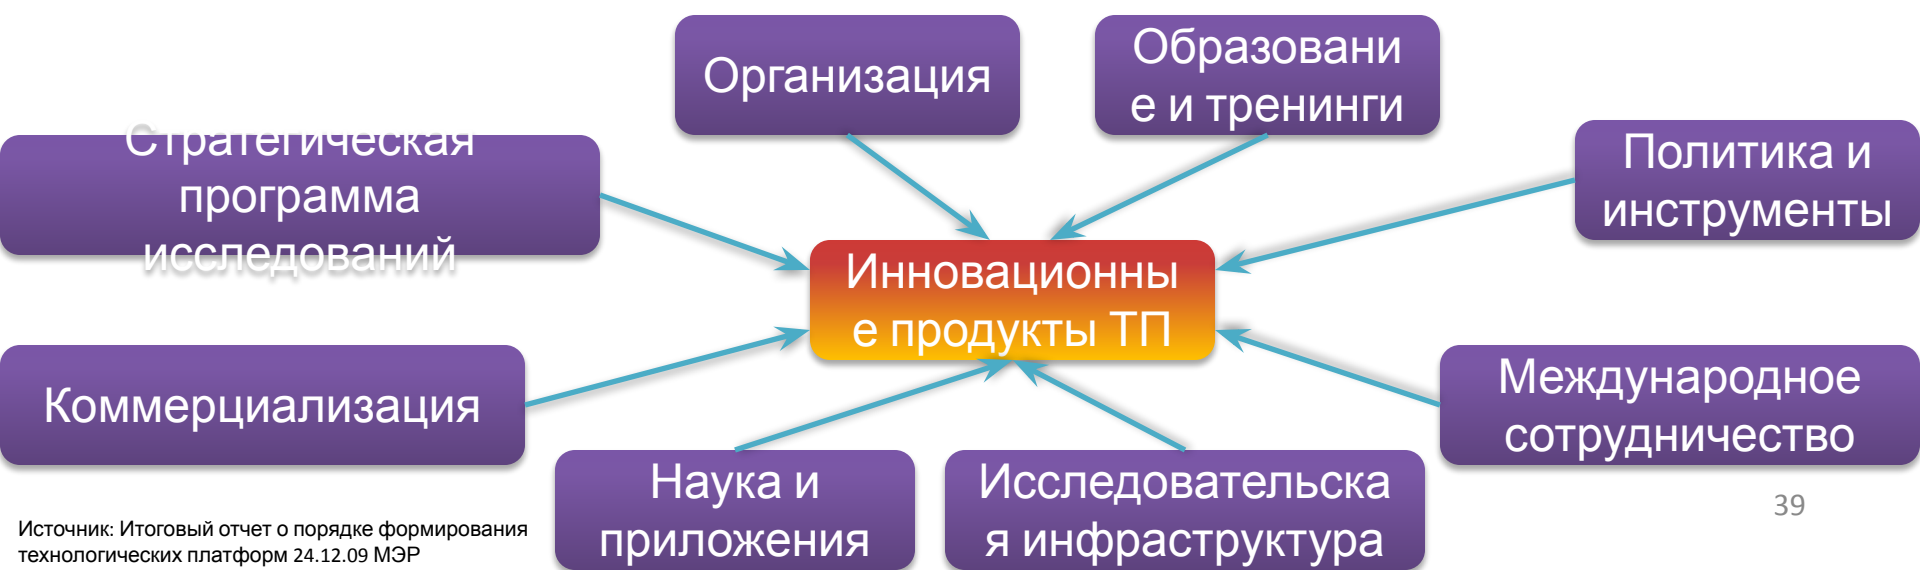 Организация
Образовани
е и тренинги
Стратегическая
программа
исследований
Политика и
инструменты
Инновационны
е продукты ТП
Коммерциализация
Международное
сотрудничество
Наука и
приложения
Исследовательска
я инфраструктура
39
Источник: Итоговый отчет о порядке формирования
технологических платформ 24.12.09 МЭР